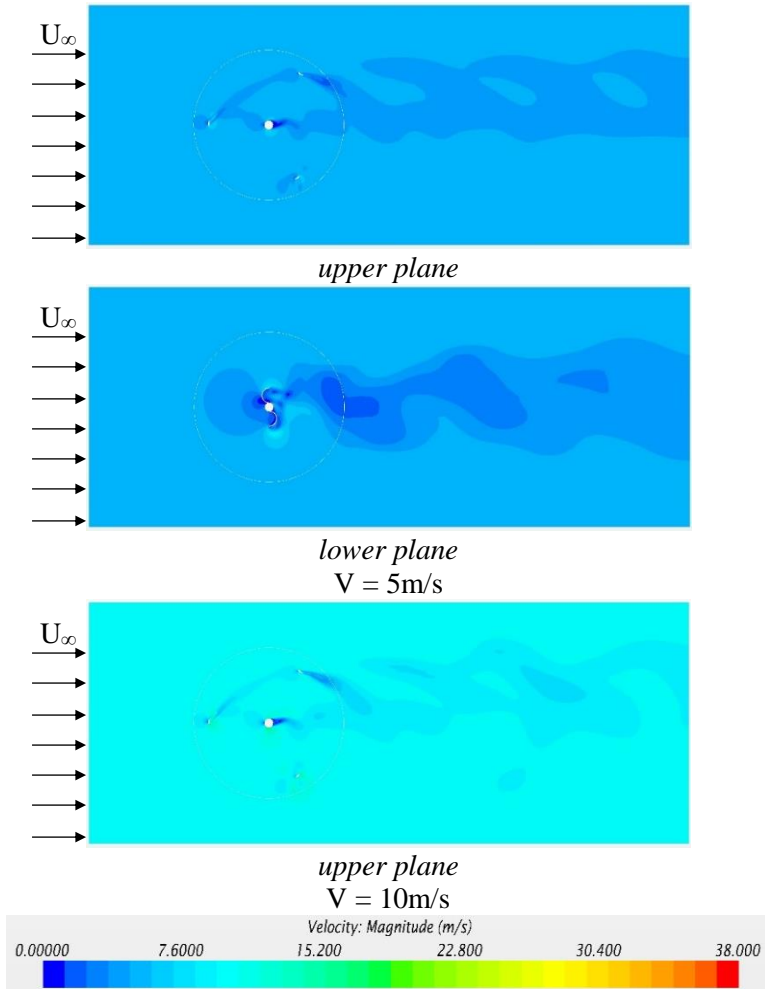 U∞
upper plane
U∞
lower plane
V = 5m/s
U∞
upper plane
V = 10m/s
Velocity: Magnitude (m/s)
0.00000 7.6000 15.200 22.800 30.400 38.000